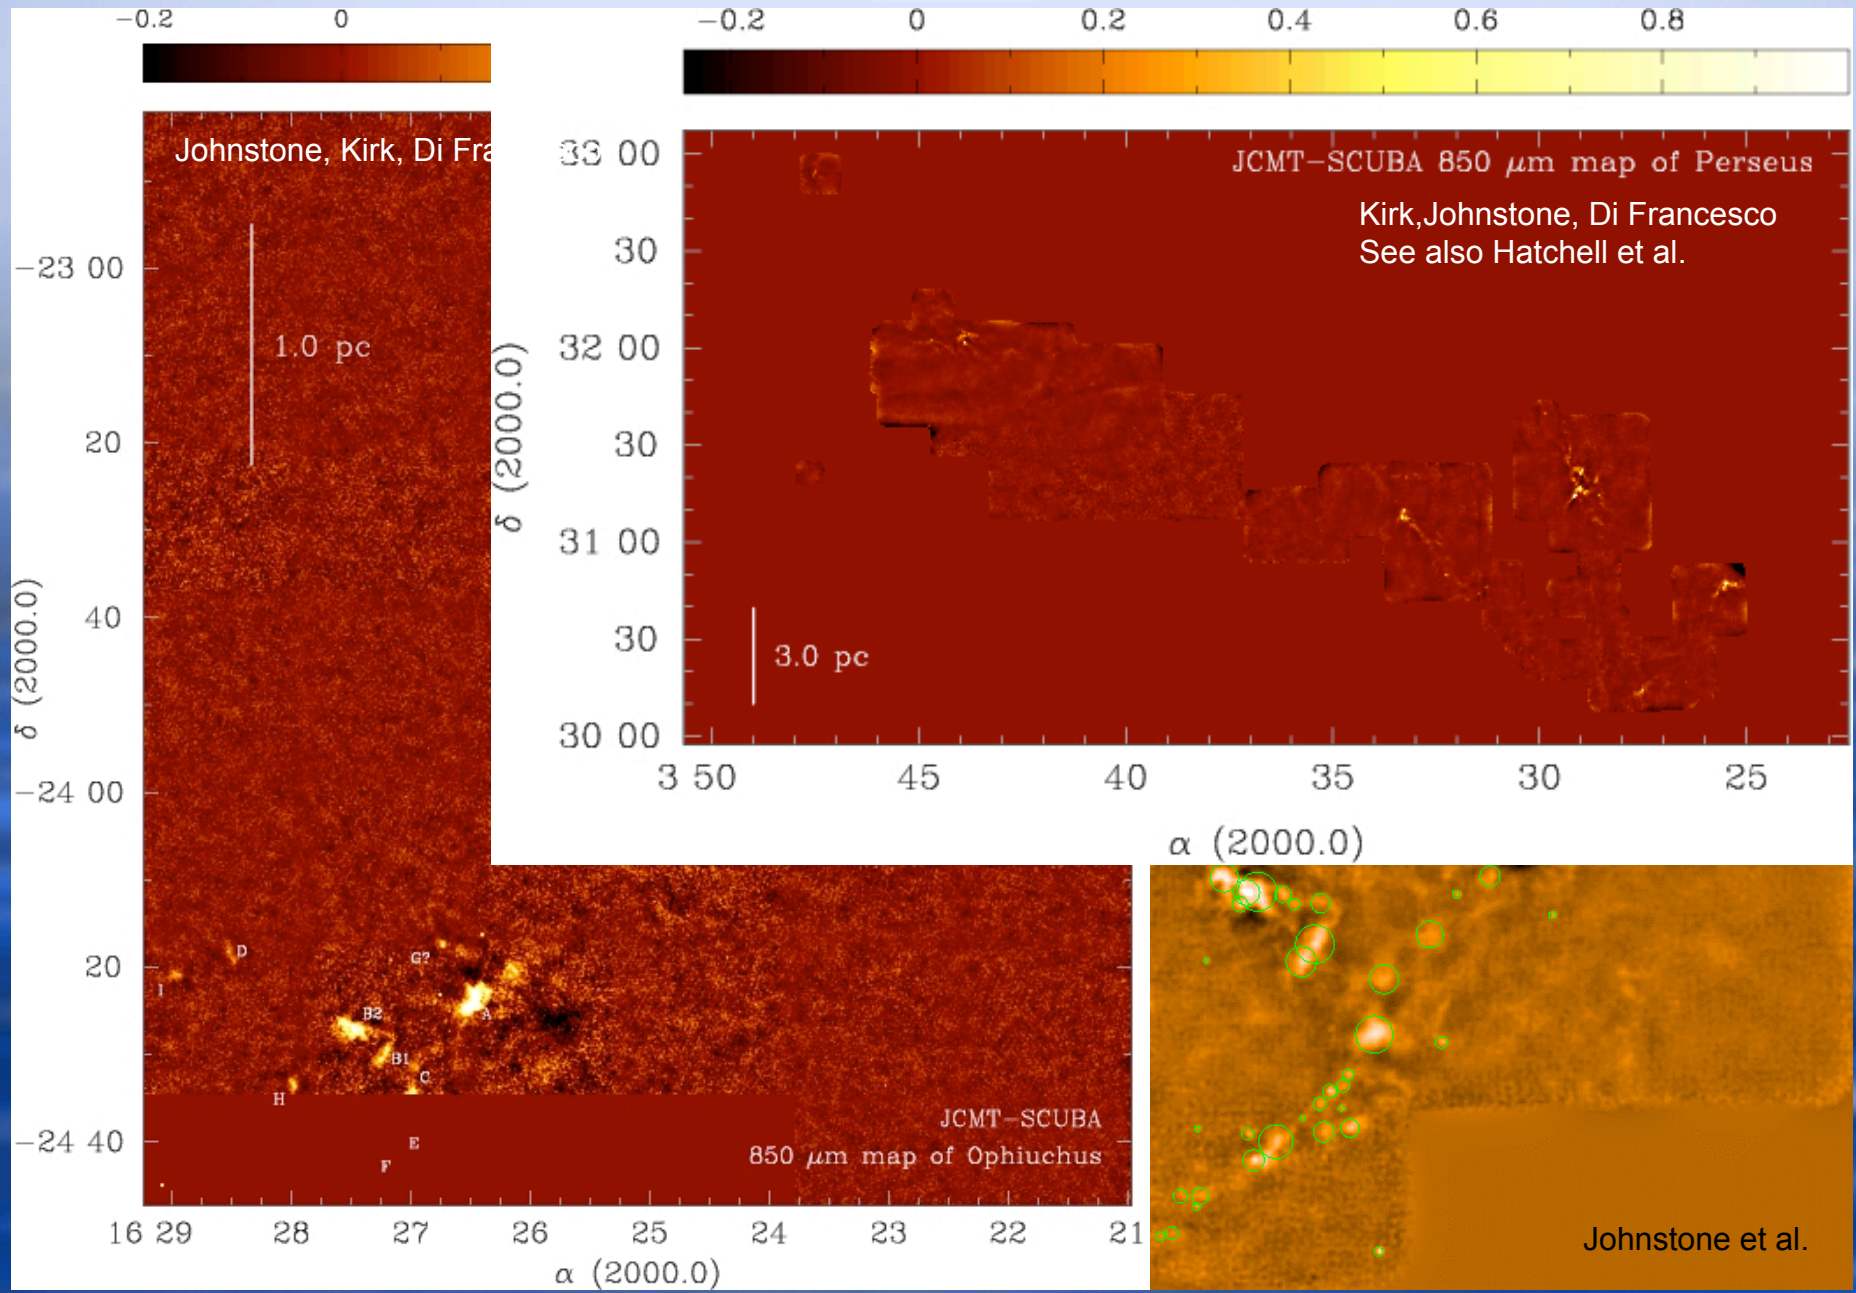 −0.2 0
−0.2 0 0.2 0.4 0.6 0.8
Johnstone, Kirk, Di Fra
−23 00
20
40
−24 00
20
−24 40
δ (2000.0)
1.0 pc
D
I
G?
A
B2
B1
C
H
E
F
JCMT−SCUBA
850 μm map of Ophiuchus
16 29 28 27 26 25 24 23 22 21
α (2000.0)
33 00
30
32 00
30
31 00
30
30 00
δ (2000.0)
JCMT−SCUBA 850 μm map of Perseus
Kirk,Johnstone, Di Francesco
See also Hatchell et al.
3.0 pc
3 50 45 40 35 30 25
α (2000.0)
Johnstone et al.